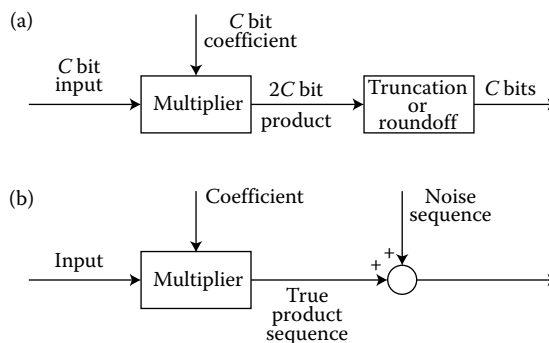 (a)
C bit
coefficient
C bit
input
Multiplier
2C bit
product
Truncation
or
roundoff
C bits
(b)
Coefficient
Noise
sequence
Input
Multiplier
True
product
sequence
+
+